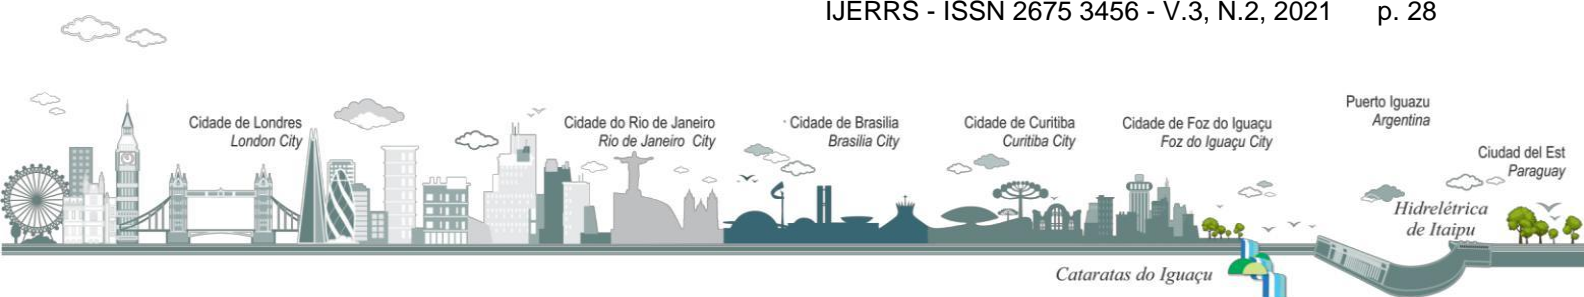 IJERRS - ISSN 2675 3456 - V.3, N.2, 2021 p. 28
Cidade de Londres
London City
Cidade do Rio de Janeiro
Rio de Janeiro City
Cidade de Brasilia
Brasilia City
Cidade de Curitiba
Curitiba City
Cidade de Foz do Iguaçu
Foz do Iguaçu City
Puerto Iguazu
Argentina
Ciudad del Est
Paraguay
Hidrelétrica
de Itaipu
Cataratas do Iguaçu